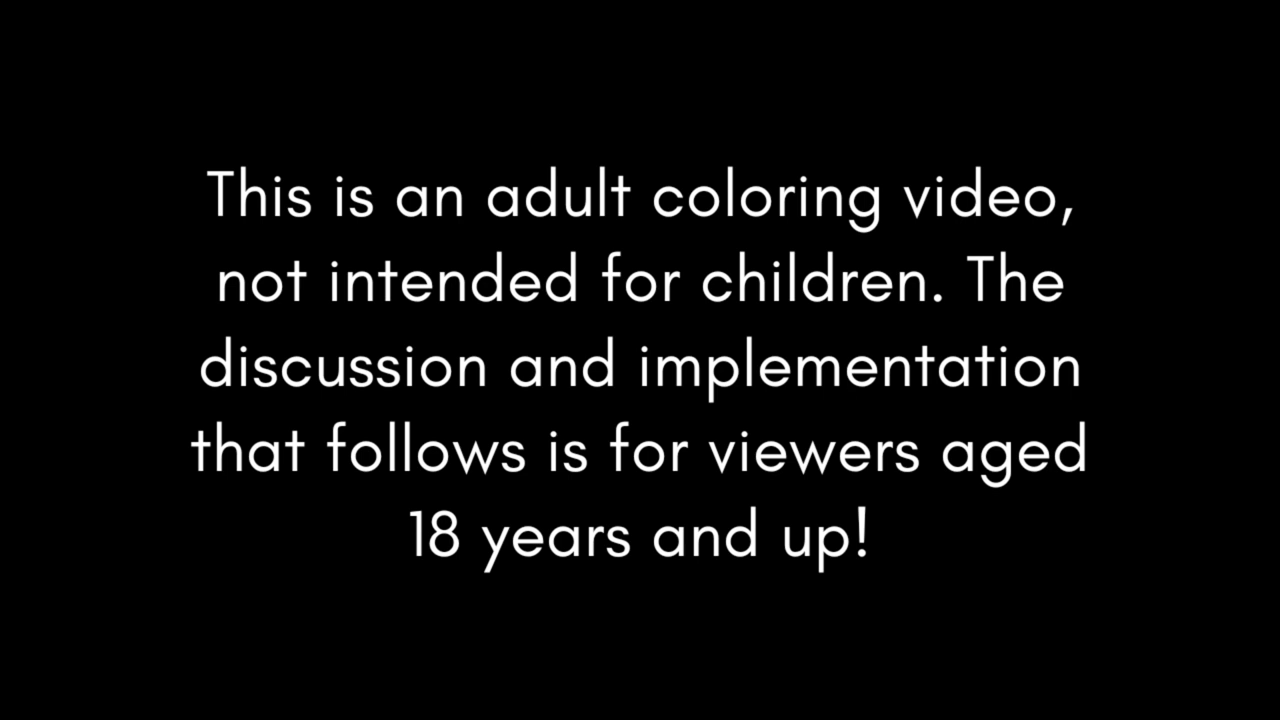 This is an adult coloring video,
not intended for children. The
discussion and implementation
that follows is for viewers aged
18 years and up!